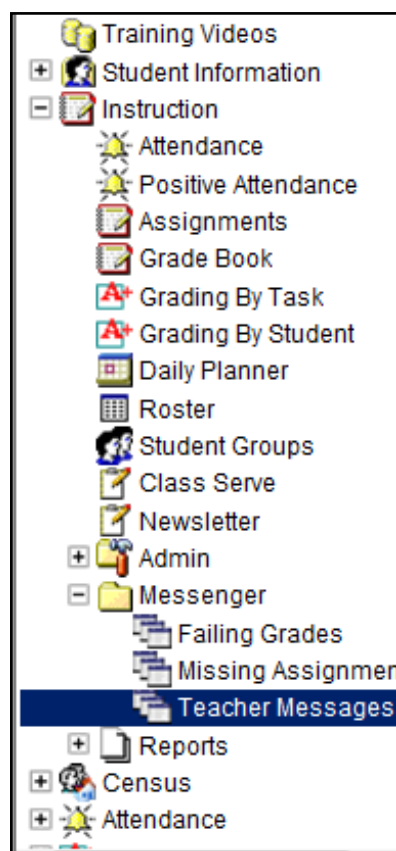 Training Videos
Student Information
Instruction
Attendance
Positive Attendance
Assignments
Grade Book
Grading By Task
Grading By Student
Daily Planner
Roster
Student Groups
Class Serve
Newsletter
Admin
Messenger
Failing Grades
Missing Assignmen
Teacher Messages
Reports
Census
Attendance